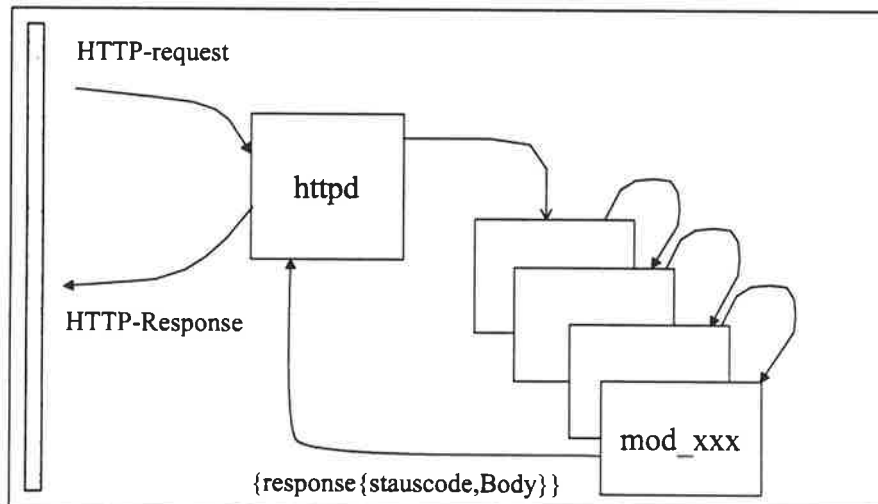 HTTP-request
httpd
HTTP-Response
mod_xxx
{response{stauscode,Body}}